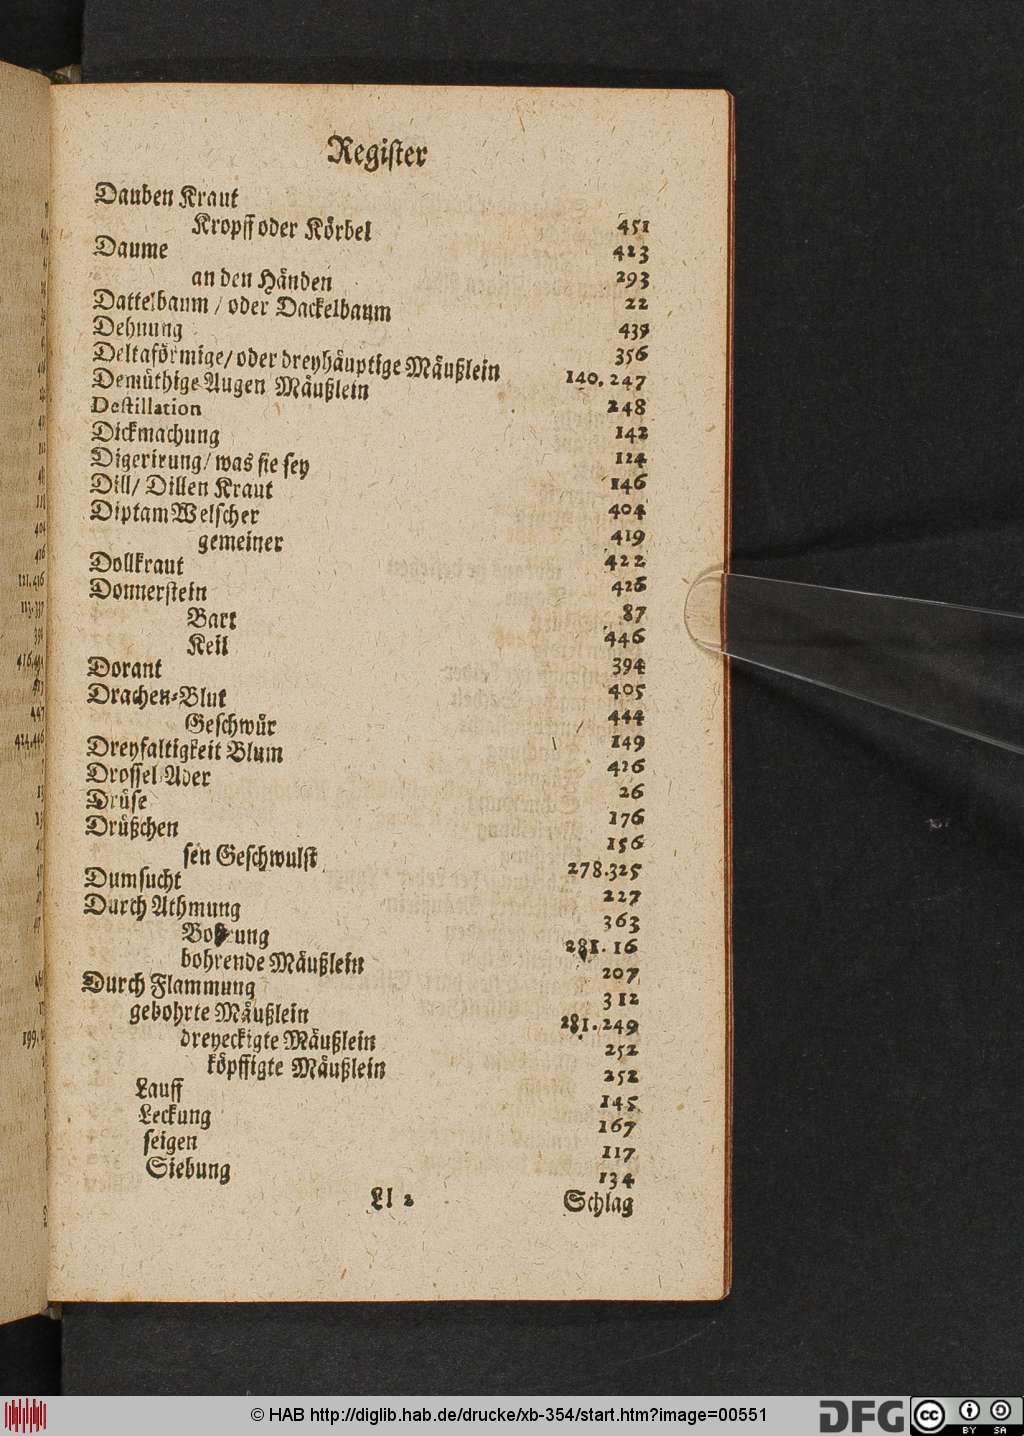 Register
Dauben Kraut 451
Kropff oder Körbel 423
Daume 293
an den Händen 22
Dattelbaum / oder Dackelbaum 439
Dehnung 356
Deltaförmige/ oder dreyhäuptige Mäußlein 140. 247
Demüthige Augen Mäußlein 248
Destillation 142
Dickmachung 124
Digerirung/ was sie sey 146
Dill/ Dillen Kraut 404
Diptam Welscher 419
gemeiner 422
Dollkraut 426
Donnerstein 87
Bart 446
Keil 394
Dorant 405
Drachen-Blut 444
Geschwür 149
Dreyfaltigkeit Blum 426
Drossel Ader 26
Drüse 176
Drüßchen 156
sen Geschwulst 278.325
Dumsucht 227
Durch Athmung 363
Bohrung 281. 16
bohrende Mäußlein 207
Durch Flammung 312
gebohrte Mäußlein 281. 249
dreyeckigte Mäußlein 252
köpffigte Mäußlein 252
Lauff 145
Leckung 167
seigen 117
Siebung 134
Ll 2 Schlag
© HAB http://diglib.hab.de/drucke/xb-354/start.htm?image=00551
DFG
cc BY SA